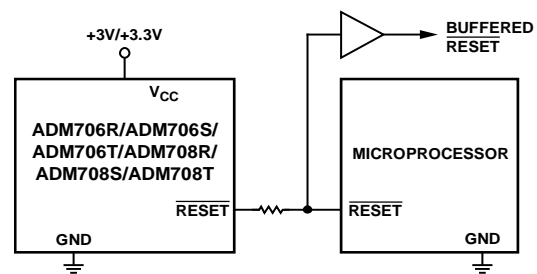 +3V/+3.3V
BUFFERED
RESET
VCC
ADM706R/ADM706S/
ADM706T/ADM708R/
ADM708S/ADM708T
MICROPROCESSOR
RESET
RESET
GND
GND